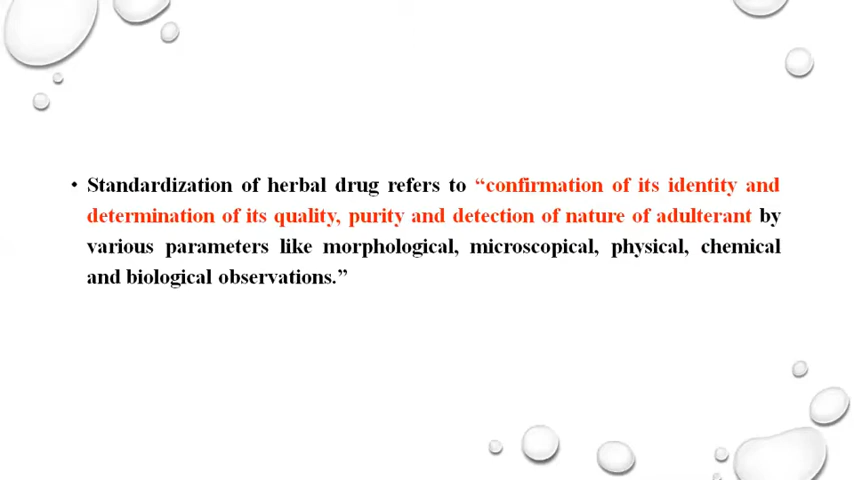 • Standardization of herbal drug refers to “confirmation of its identity and
determination of its quality, purity and detection of nature of adulterant by
various parameters like morphological, microscopical, physical, chemical
and biological observations.”